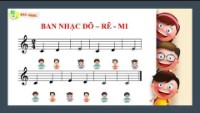 BAN NHẠC ĐÔ – RÊ - MI